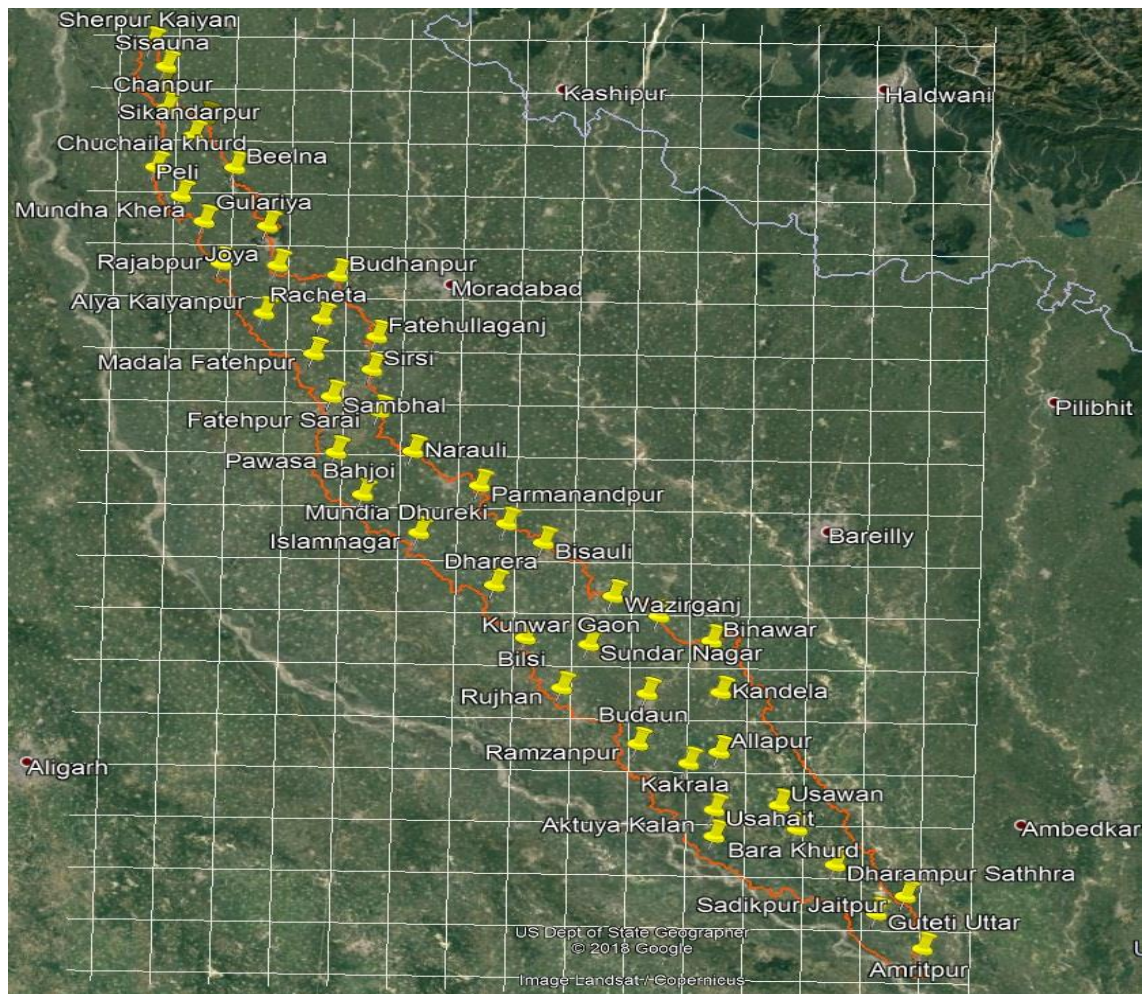 Sherpur Kaiyan
Sisauna
Chanpur
Kashipur
Haldwani
Sikandarpur
Chuchaila khurd
Beelna
Peli
Mundha Khera
Gulariya
Rajabpur
Joya
Budhanpur
Moradabad
Alya Kalyanpur
Racheta
Fatehullaganj
Madala Fatehpur
Sirsi
Sambhal
Pilibhit
Fatehpur Sarai
Narauli
Pawasa
Bahjoi
Parmanandpur
Mundia Dhureki
Islamnagar
Bareilly
Bisauli
Dharera
Wazirganj
Kunwar Gaon
Binawar
Bilsi
Sundar Nagar
Rujhan
Kandela
Budaun
Ramzanpur
Allapur
Aligarh
Kakrala
Usawan
Aktuya Kalan
Usahait
Ambedkar
Bara Khurd
Dharampur Sathhra
Sadikpur Jaitpur
Guteti Uttar
US Dept of State Geographer
© 2018 Google
Amritpur
Image Landsat / Copernicus